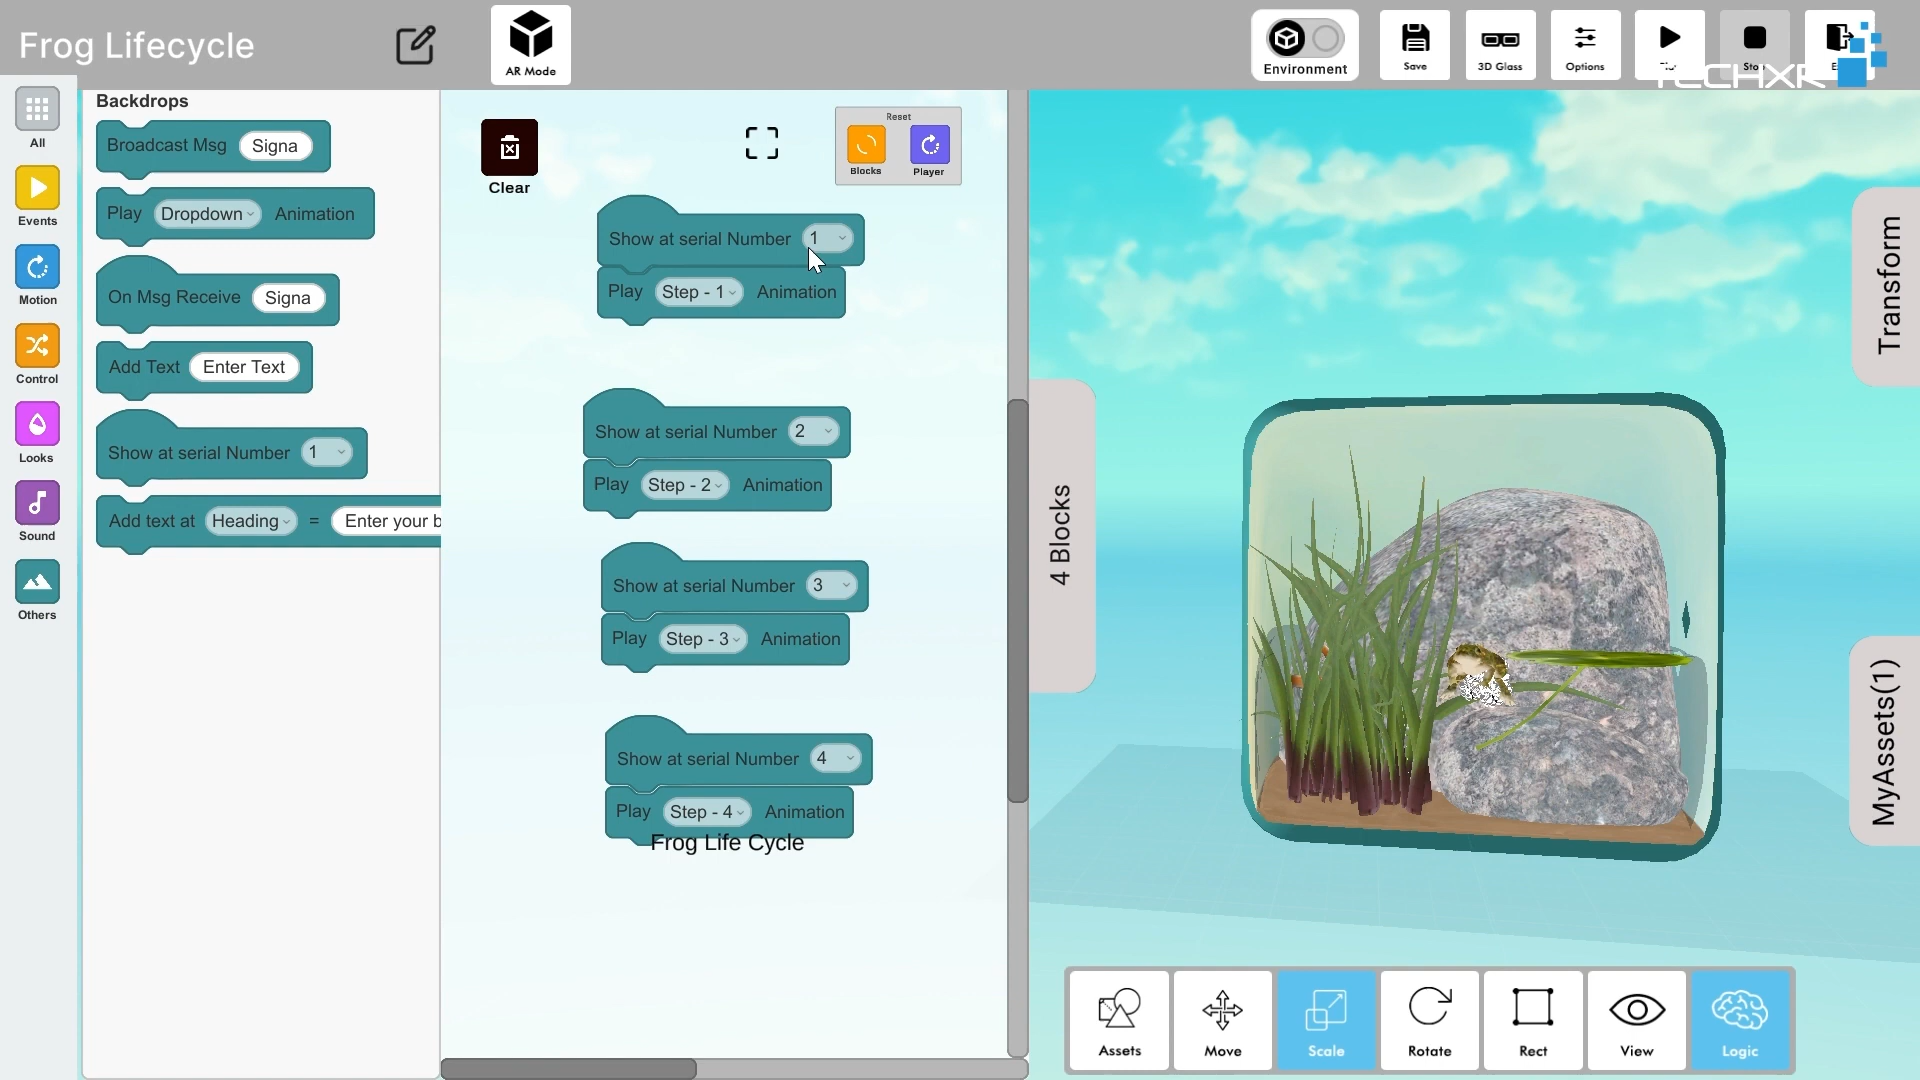 Frog Lifecycle
AR Mode
Environment
Save
3D Glass
Options
TECHXR
All
Events
Motion
Control
Looks
Sound
Others
Backdrops
Broadcast Msg Signa
Play Dropdown Animation
On Msg Receive Signa
Add Text Enter Text
Show at serial Number 1
Add text at Heading = Enter your b
Clear
Reset
Blocks
Player
Show at serial Number 1
Play Step - 1 Animation
Show at serial Number 2
Play Step - 2 Animation
Show at serial Number 3
Play Step - 3 Animation
Show at serial Number 4
Play Step - 4 Animation
Frog Life Cycle
4 Blocks
Transform
MyAssets(1)
Assets
Move
Scale
Rotate
Rect
View
Logic